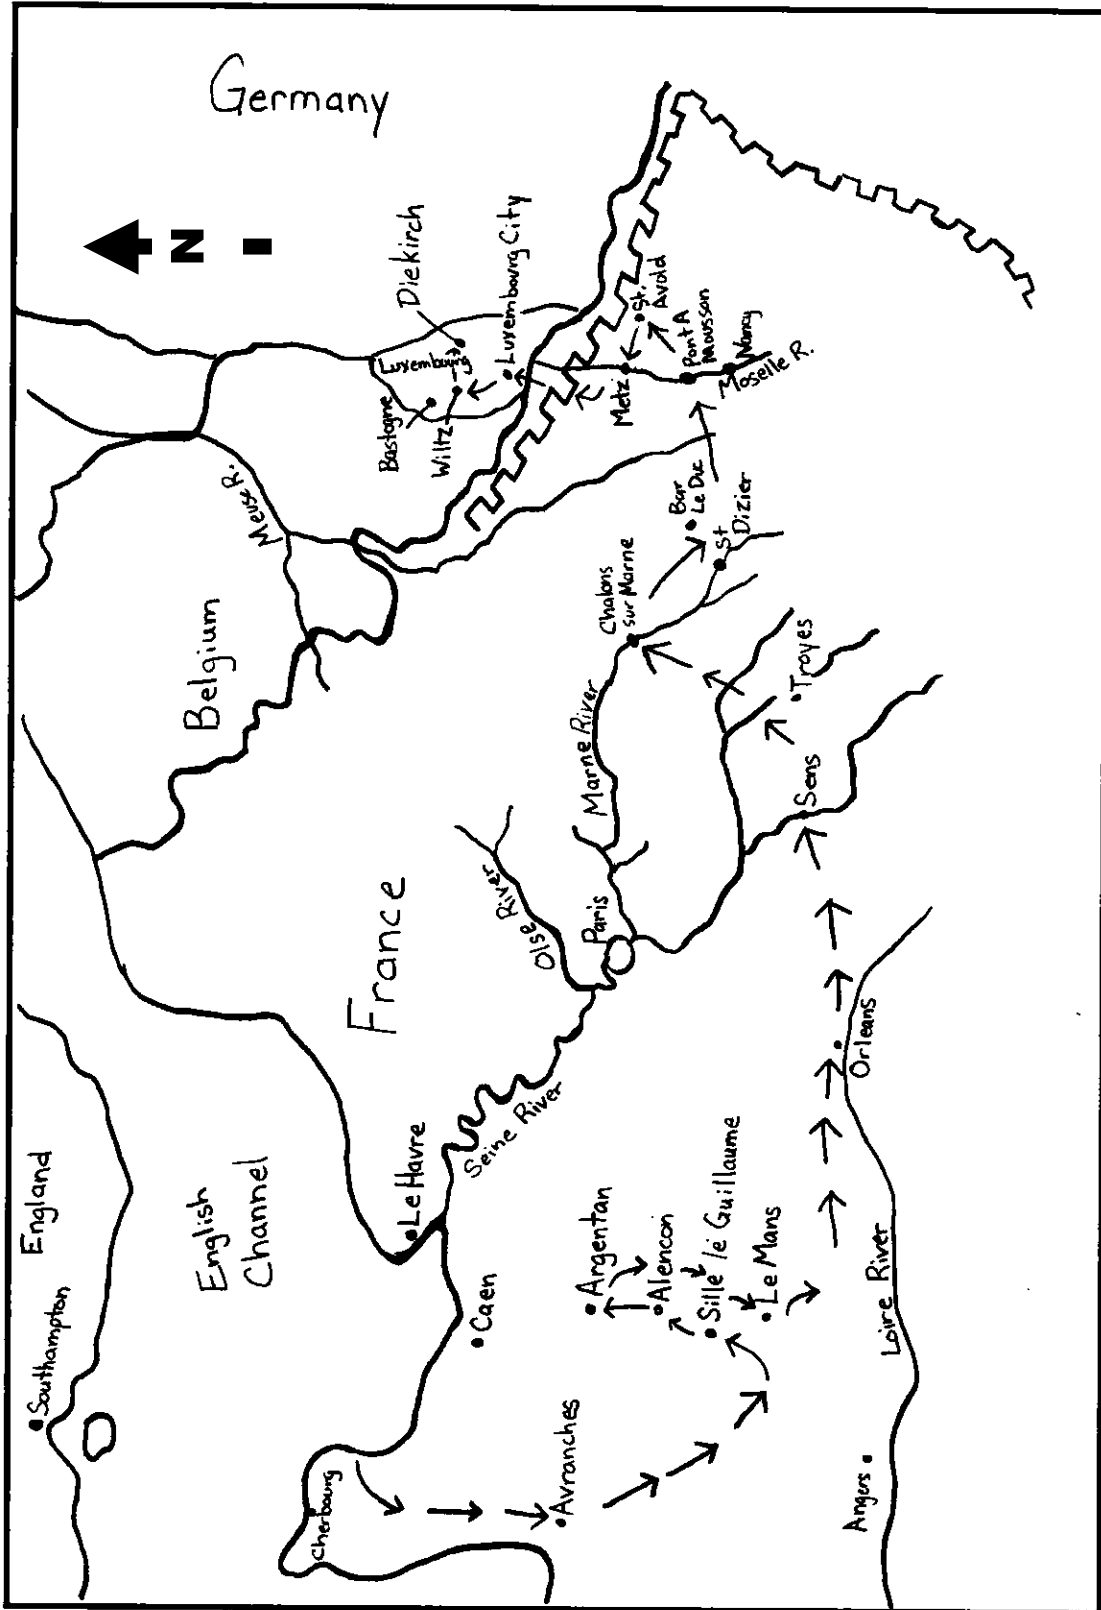 Southampton
England
English
Channel
Cherbourg
Le Havre
Caen
Avranches
Argentan
Alencon
Sille le Guillaume
Le Mans
Angers
Loire River
Orleans
Seine River
France
Oise River
Paris
Marne River
Sens
Troyes
Chalons
sur Marne
St
Dizier
Bar
Le Duc
Belgium
Meuse R.
Bastogne
Wiltz
Luxembourg
Diekirch
Luxembourg City
Metz
St.
Avold
Pont A
Mousson
Nancy
Moselle R.
Germany
N